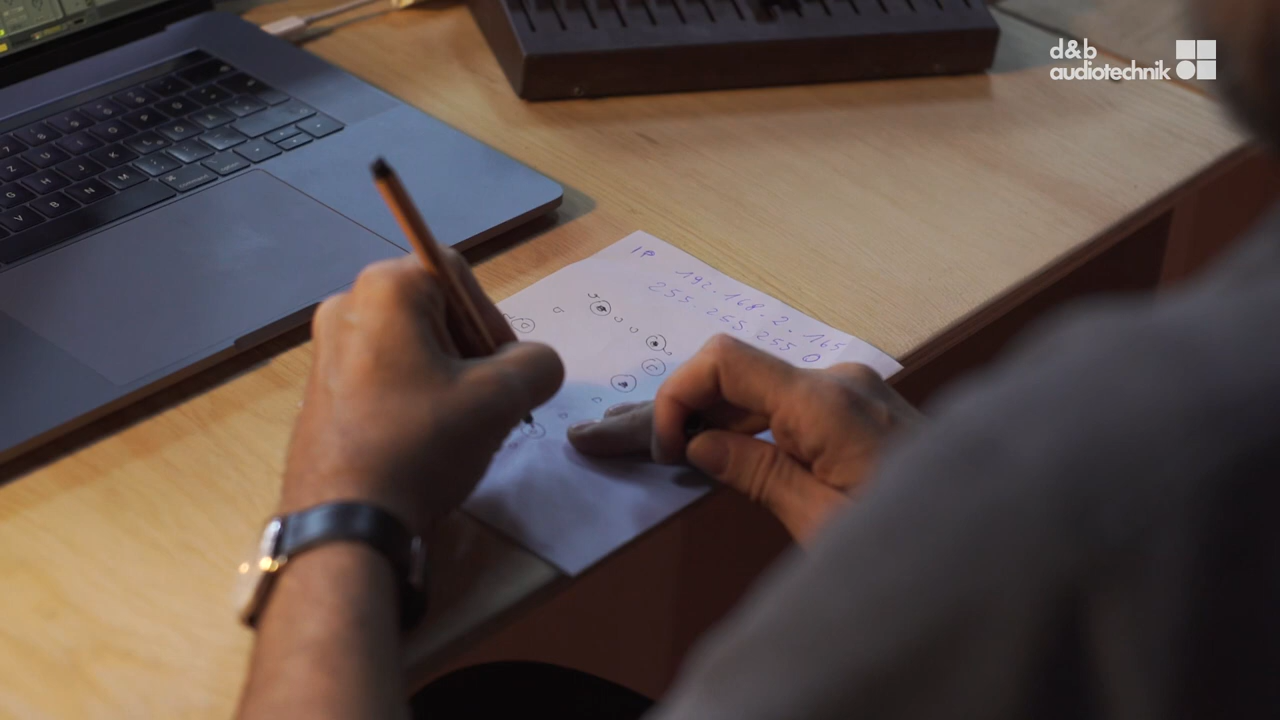 d&b
audiotechnik
IP
192.168.2.165
255.255.255 0